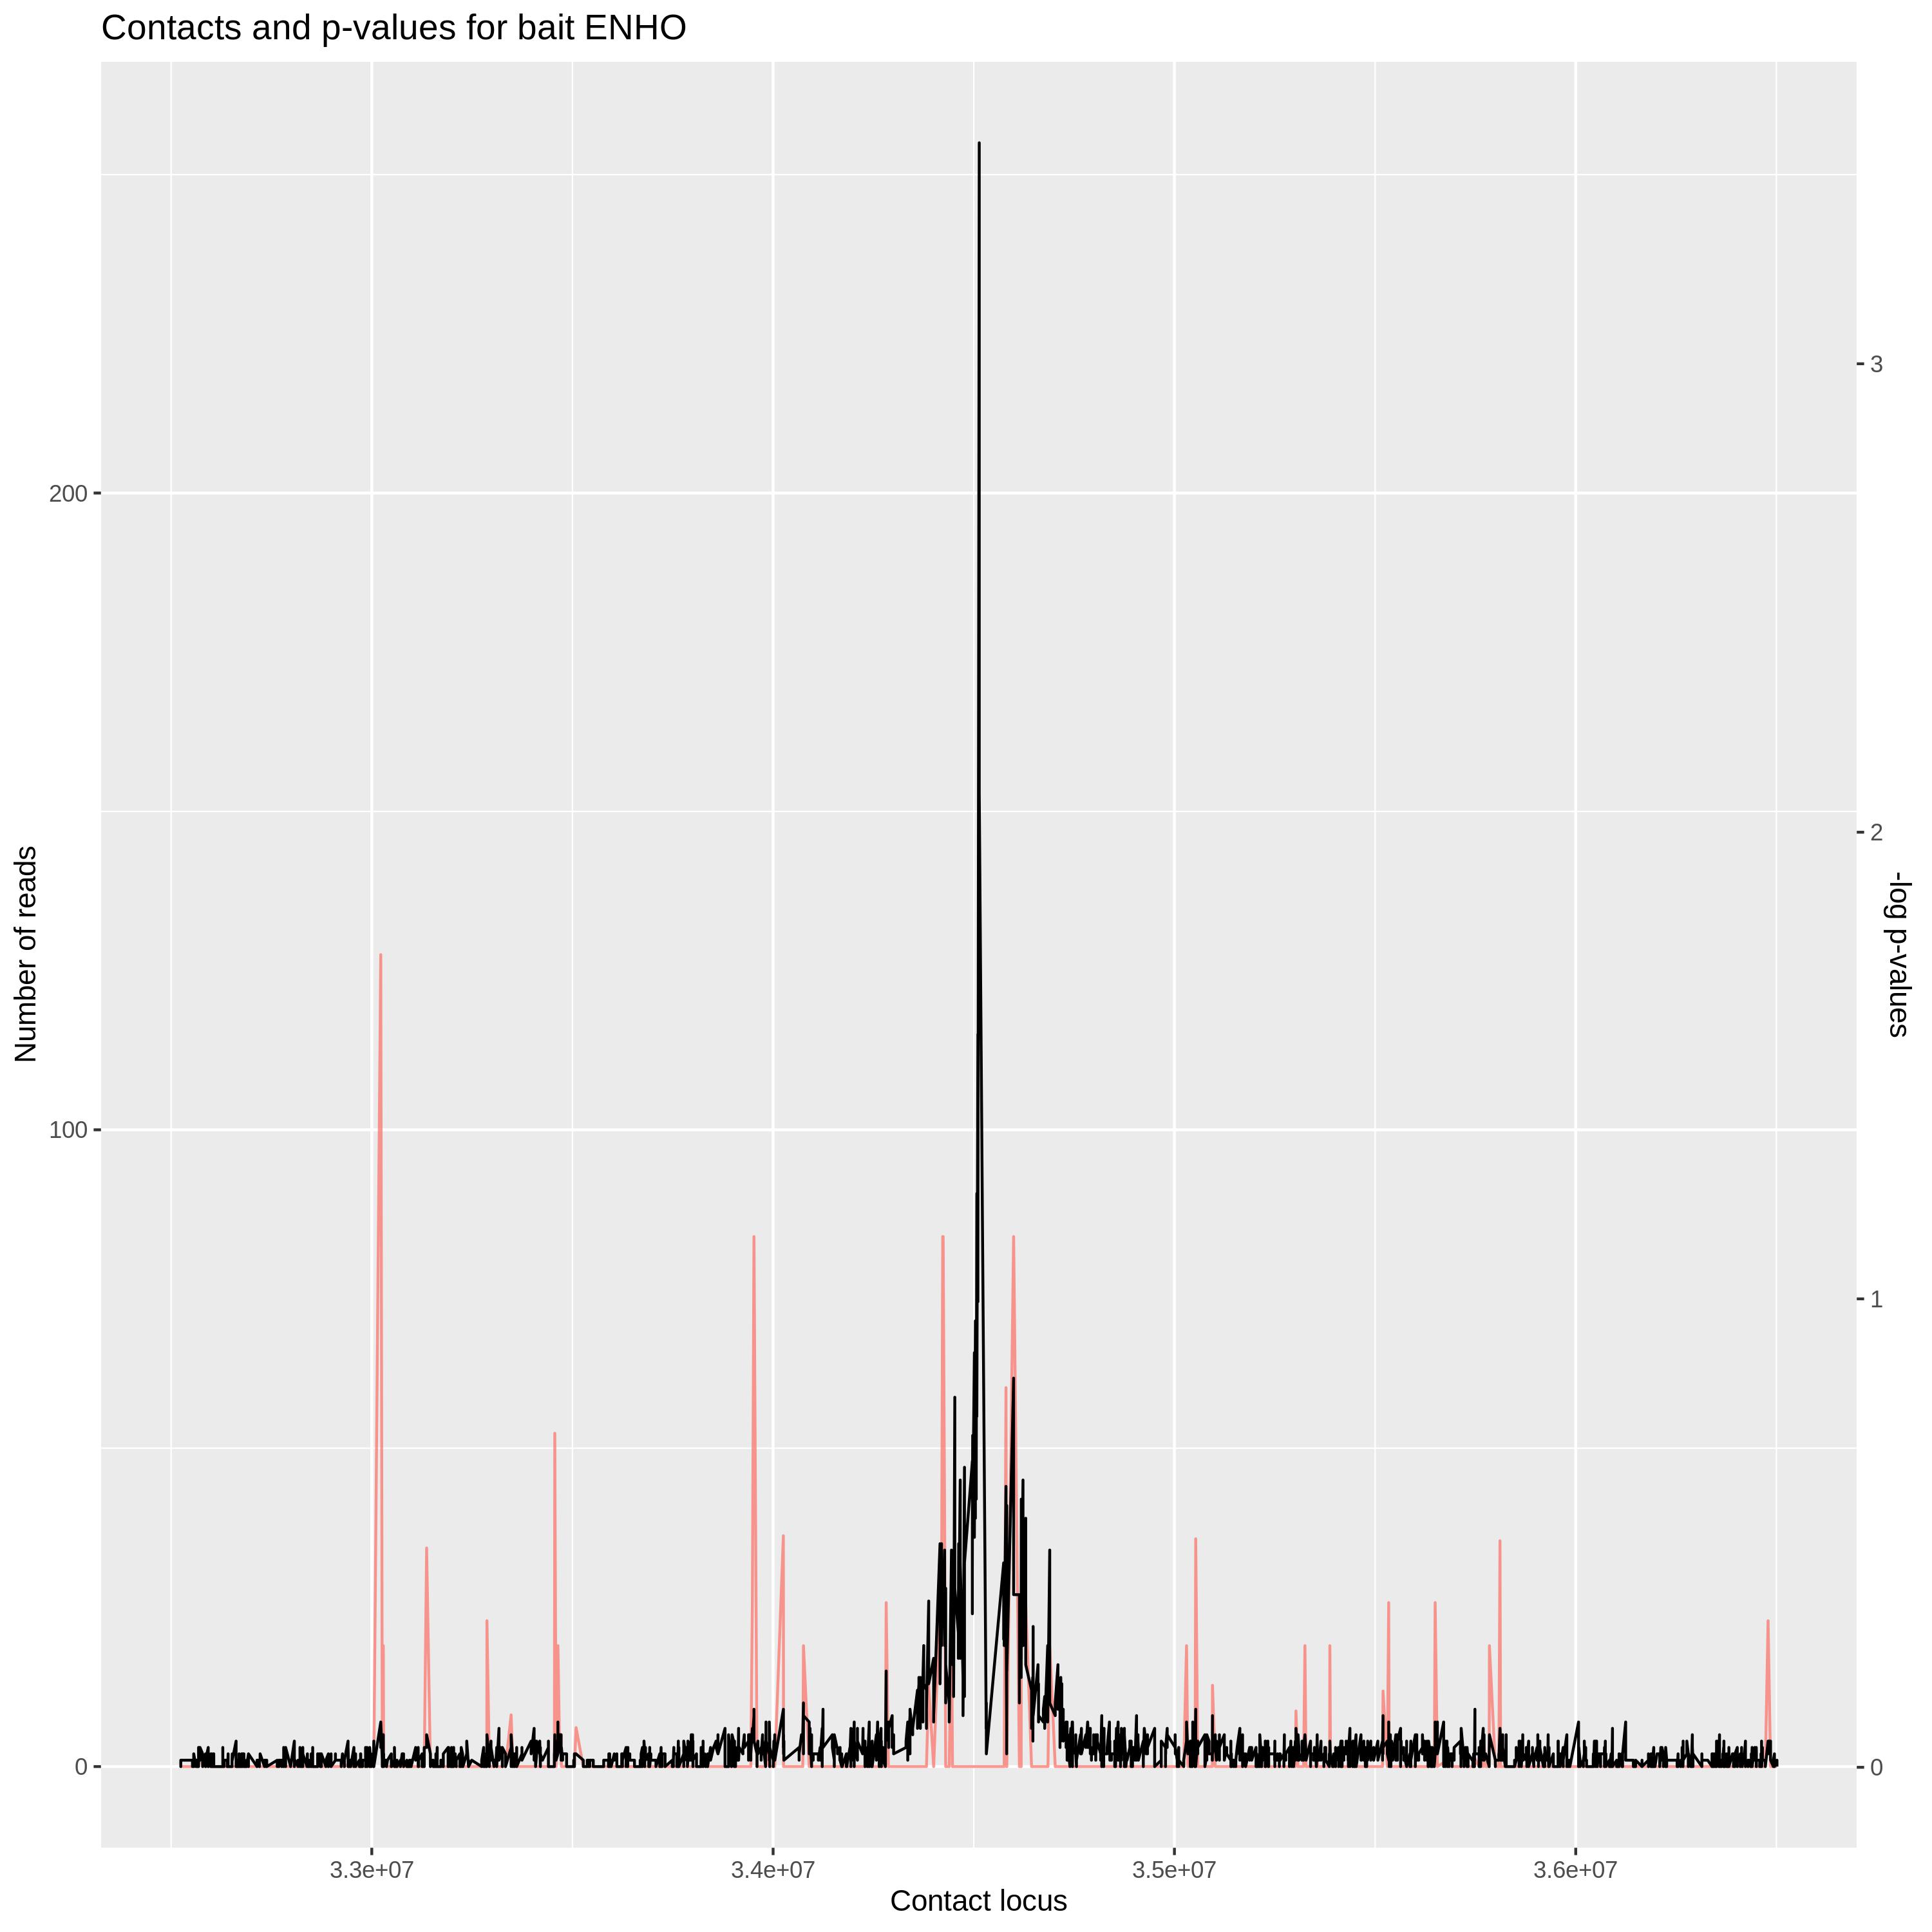 Contacts and p-values for bait ENHO
Number of reads
200
100
0
3
2
1
0
-log p-values
3.3e+07
3.4e+07
3.5e+07
3.6e+07
Contact locus